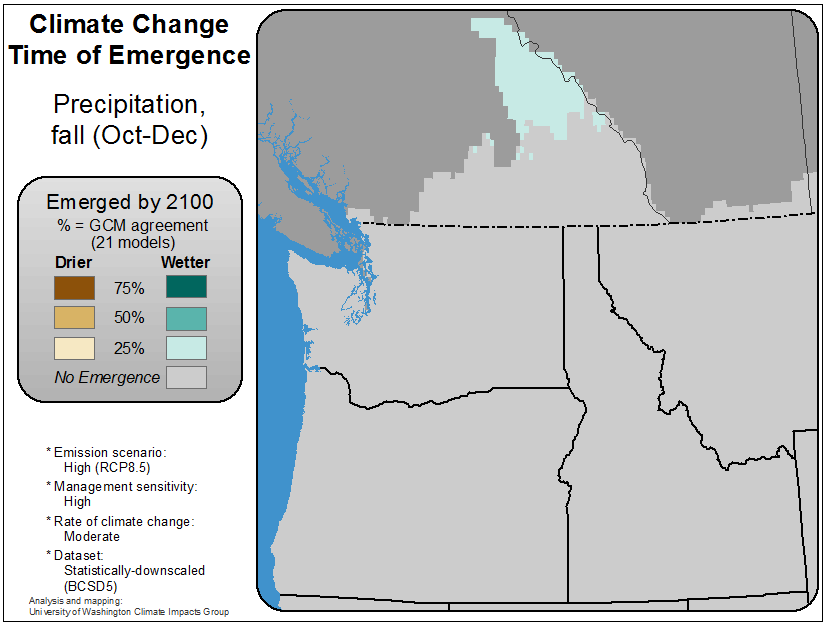 Climate Change
Time of Emergence
Precipitation,
fall (Oct-Dec)
Emerged by 2100
% = GCM agreement
(21 models)
Drier Wetter
75%
50%
25%
No Emergence
* Emission scenario:
High (RCP8.5)
* Management sensitivity:
High
* Rate of climate change:
Moderate
* Dataset:
Statistically-downscaled
(BCSD5)
Analysis and mapping:
University of Washington Climate Impacts Group